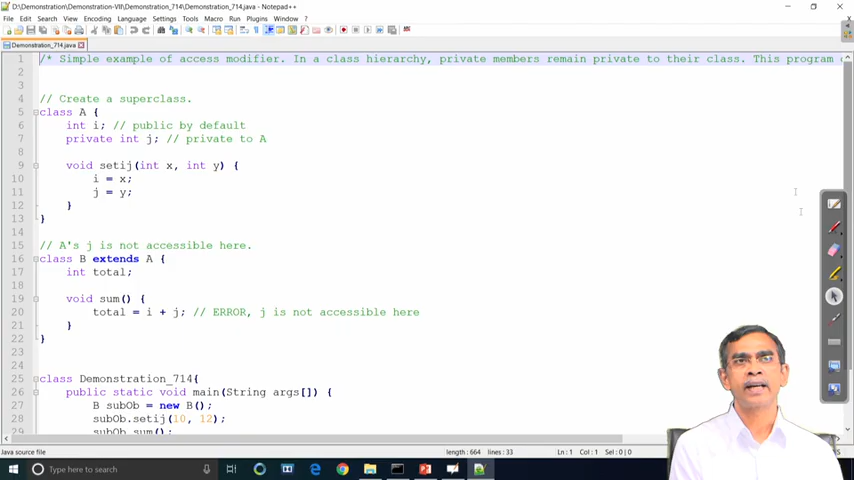 D:\Demonstration-VII\Demonstration_714\Demonstration_714.java - Notepad++
File Edit Search View Encoding Language Settings Tools Macro Run Plugins Window ?
Demonstration_714.java
1 /* Simple example of access modifier. In a class hierarchy, private members remain private to their class. This program
2
3
4 // Create a superclass.
5 class A {
6 int i; // public by default
7 private int j; // private to A
8
9 void setij(int x, int y) {
10 i = x;
11 j = y;
12 }
13 }
14
15 // A's j is not accessible here.
16 class B extends A {
17 int total;
18
19 void sum() {
20 total = i + j; // ERROR, j is not accessible here
21 }
22 }
23
24
25 class Demonstration_714{
26 public static void main(String args[]) {
27 B subOb = new B();
28 subOb.setij(10, 12);
29 subOb.sum();
Java source file length : 664 lines : 33 Ln : 1 Col : 1 Sel : 0 | 0
Type here to search